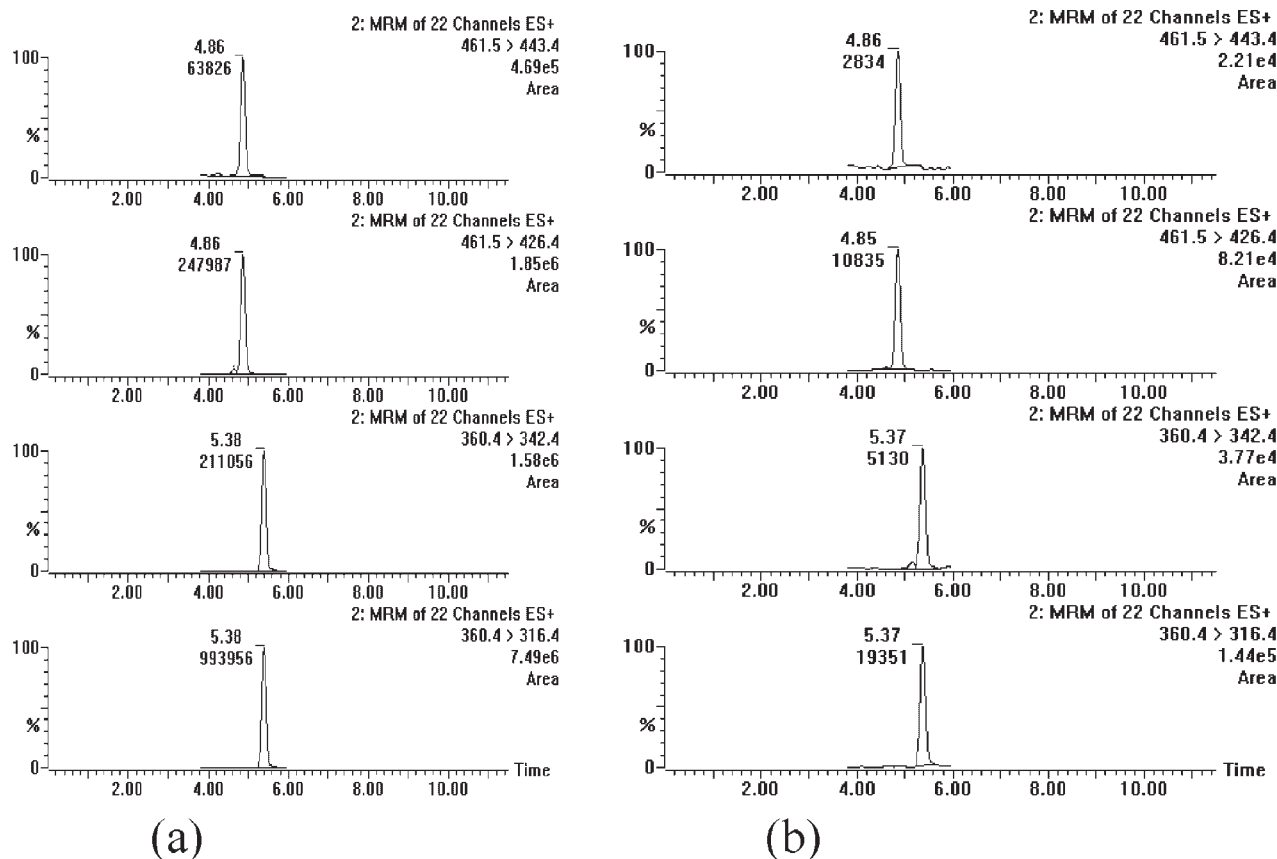 2: MRM of 22 Channels ES+
461.5 > 443.4
4.69e5
Area
4.86
63826
100
%
0
2.00 4.00 6.00 8.00 10.00
2: MRM of 22 Channels ES+
461.5 > 426.4
1.85e6
Area
4.86
247987
100
%
0
2.00 4.00 6.00 8.00 10.00
2: MRM of 22 Channels ES+
360.4 > 342.4
1.58e6
Area
5.38
211056
100
%
0
2.00 4.00 6.00 8.00 10.00
2: MRM of 22 Channels ES+
360.4 > 316.4
7.49e6
Area
5.38
993956
100
%
0
Time
2.00 4.00 6.00 8.00 10.00
(a)
2: MRM of 22 Channels ES+
461.5 > 443.4
2.21e4
Area
4.86
2834
100
%
0
2.00 4.00 6.00 8.00 10.00
2: MRM of 22 Channels ES+
461.5 > 426.4
8.21e4
Area
4.85
10835
100
%
0
2.00 4.00 6.00 8.00 10.00
2: MRM of 22 Channels ES+
360.4 > 342.4
3.77e4
Area
5.37
5130
100
%
0
2.00 4.00 6.00 8.00 10.00
2: MRM of 22 Channels ES+
360.4 > 316.4
1.44e5
Area
5.37
19351
100
%
0
Time
2.00 4.00 6.00 8.00 10.00
(b)